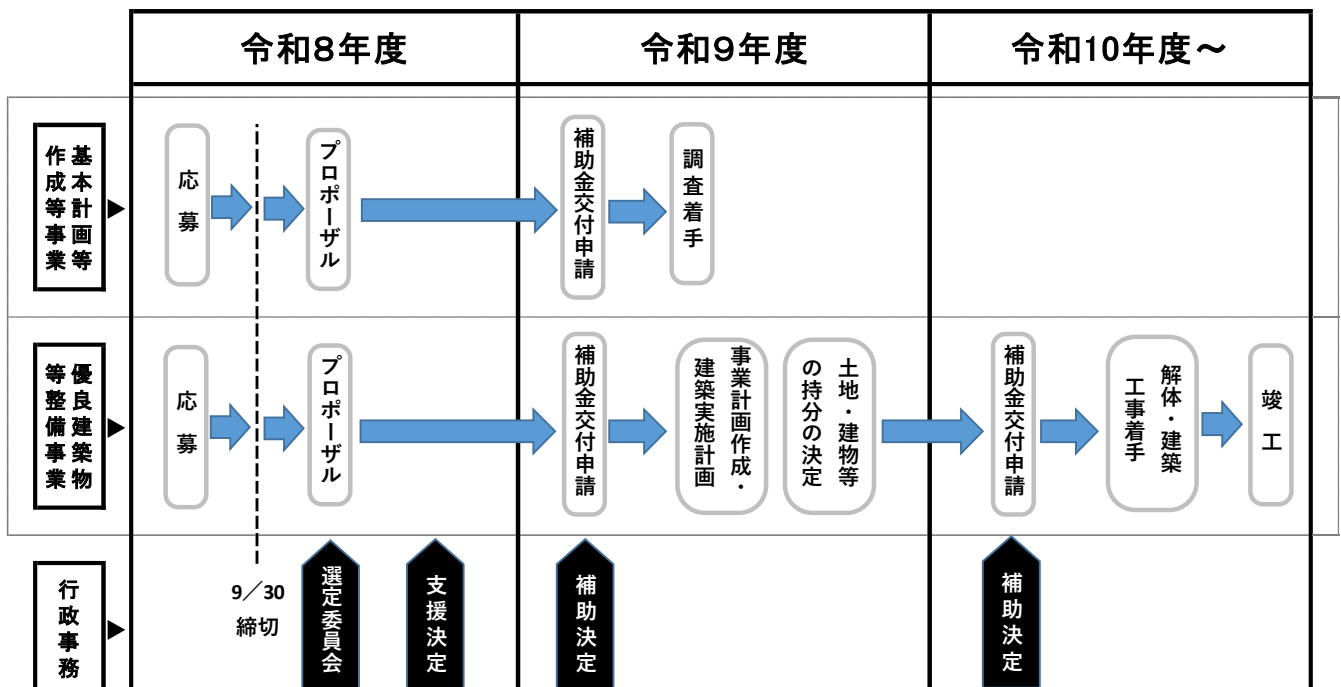 令和8年度
令和9年度
令和10年度～
基本計画等
作成等事業
応募
プロポーザル
補助金交付申請
調査着手
優良建築物
等整備事業
応募
プロポーザル
補助金交付申請
事業計画作成・
建築実施計画
土地・建物等
の持分の決定
補助金交付申請
解体・建築
工事着手
竣工
行政事務
9／30
締切
選定委員会
支援決定
補助決定
補助決定